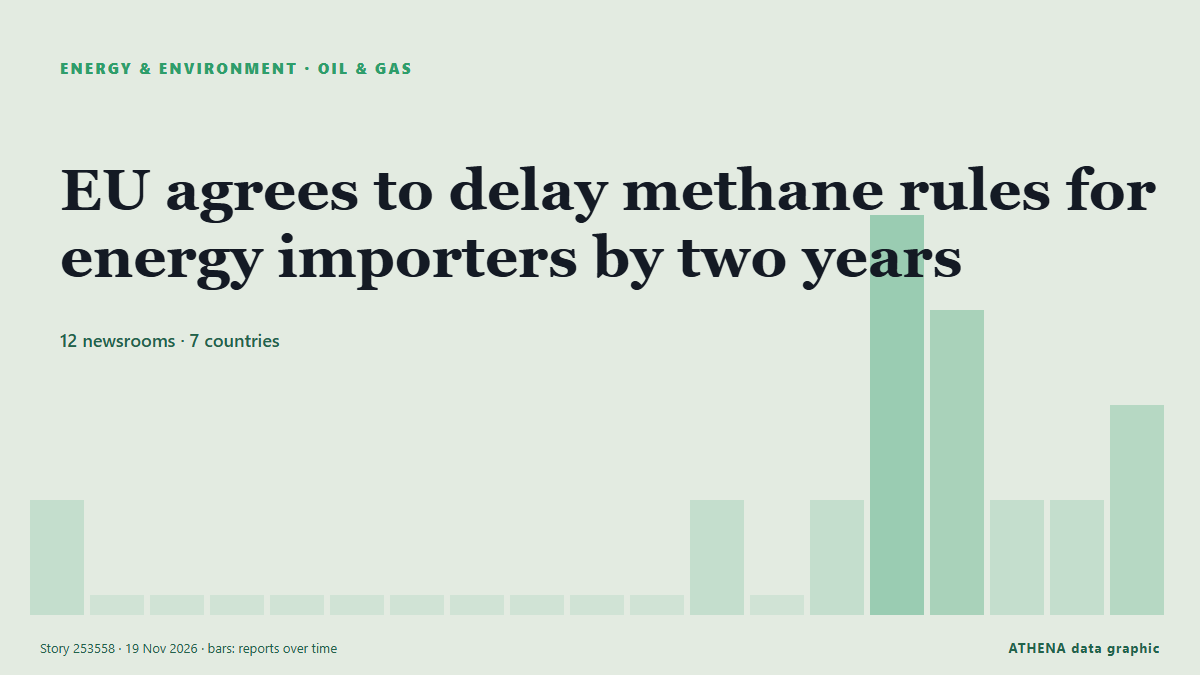 ENERGY & ENVIRONMENT · OIL & GAS
EU agrees to delay methane rules for
energy importers by two years
12 newsrooms · 7 countries
Story 253558 · 19 Nov 2026 · bars: reports over time
ATHENA data graphic